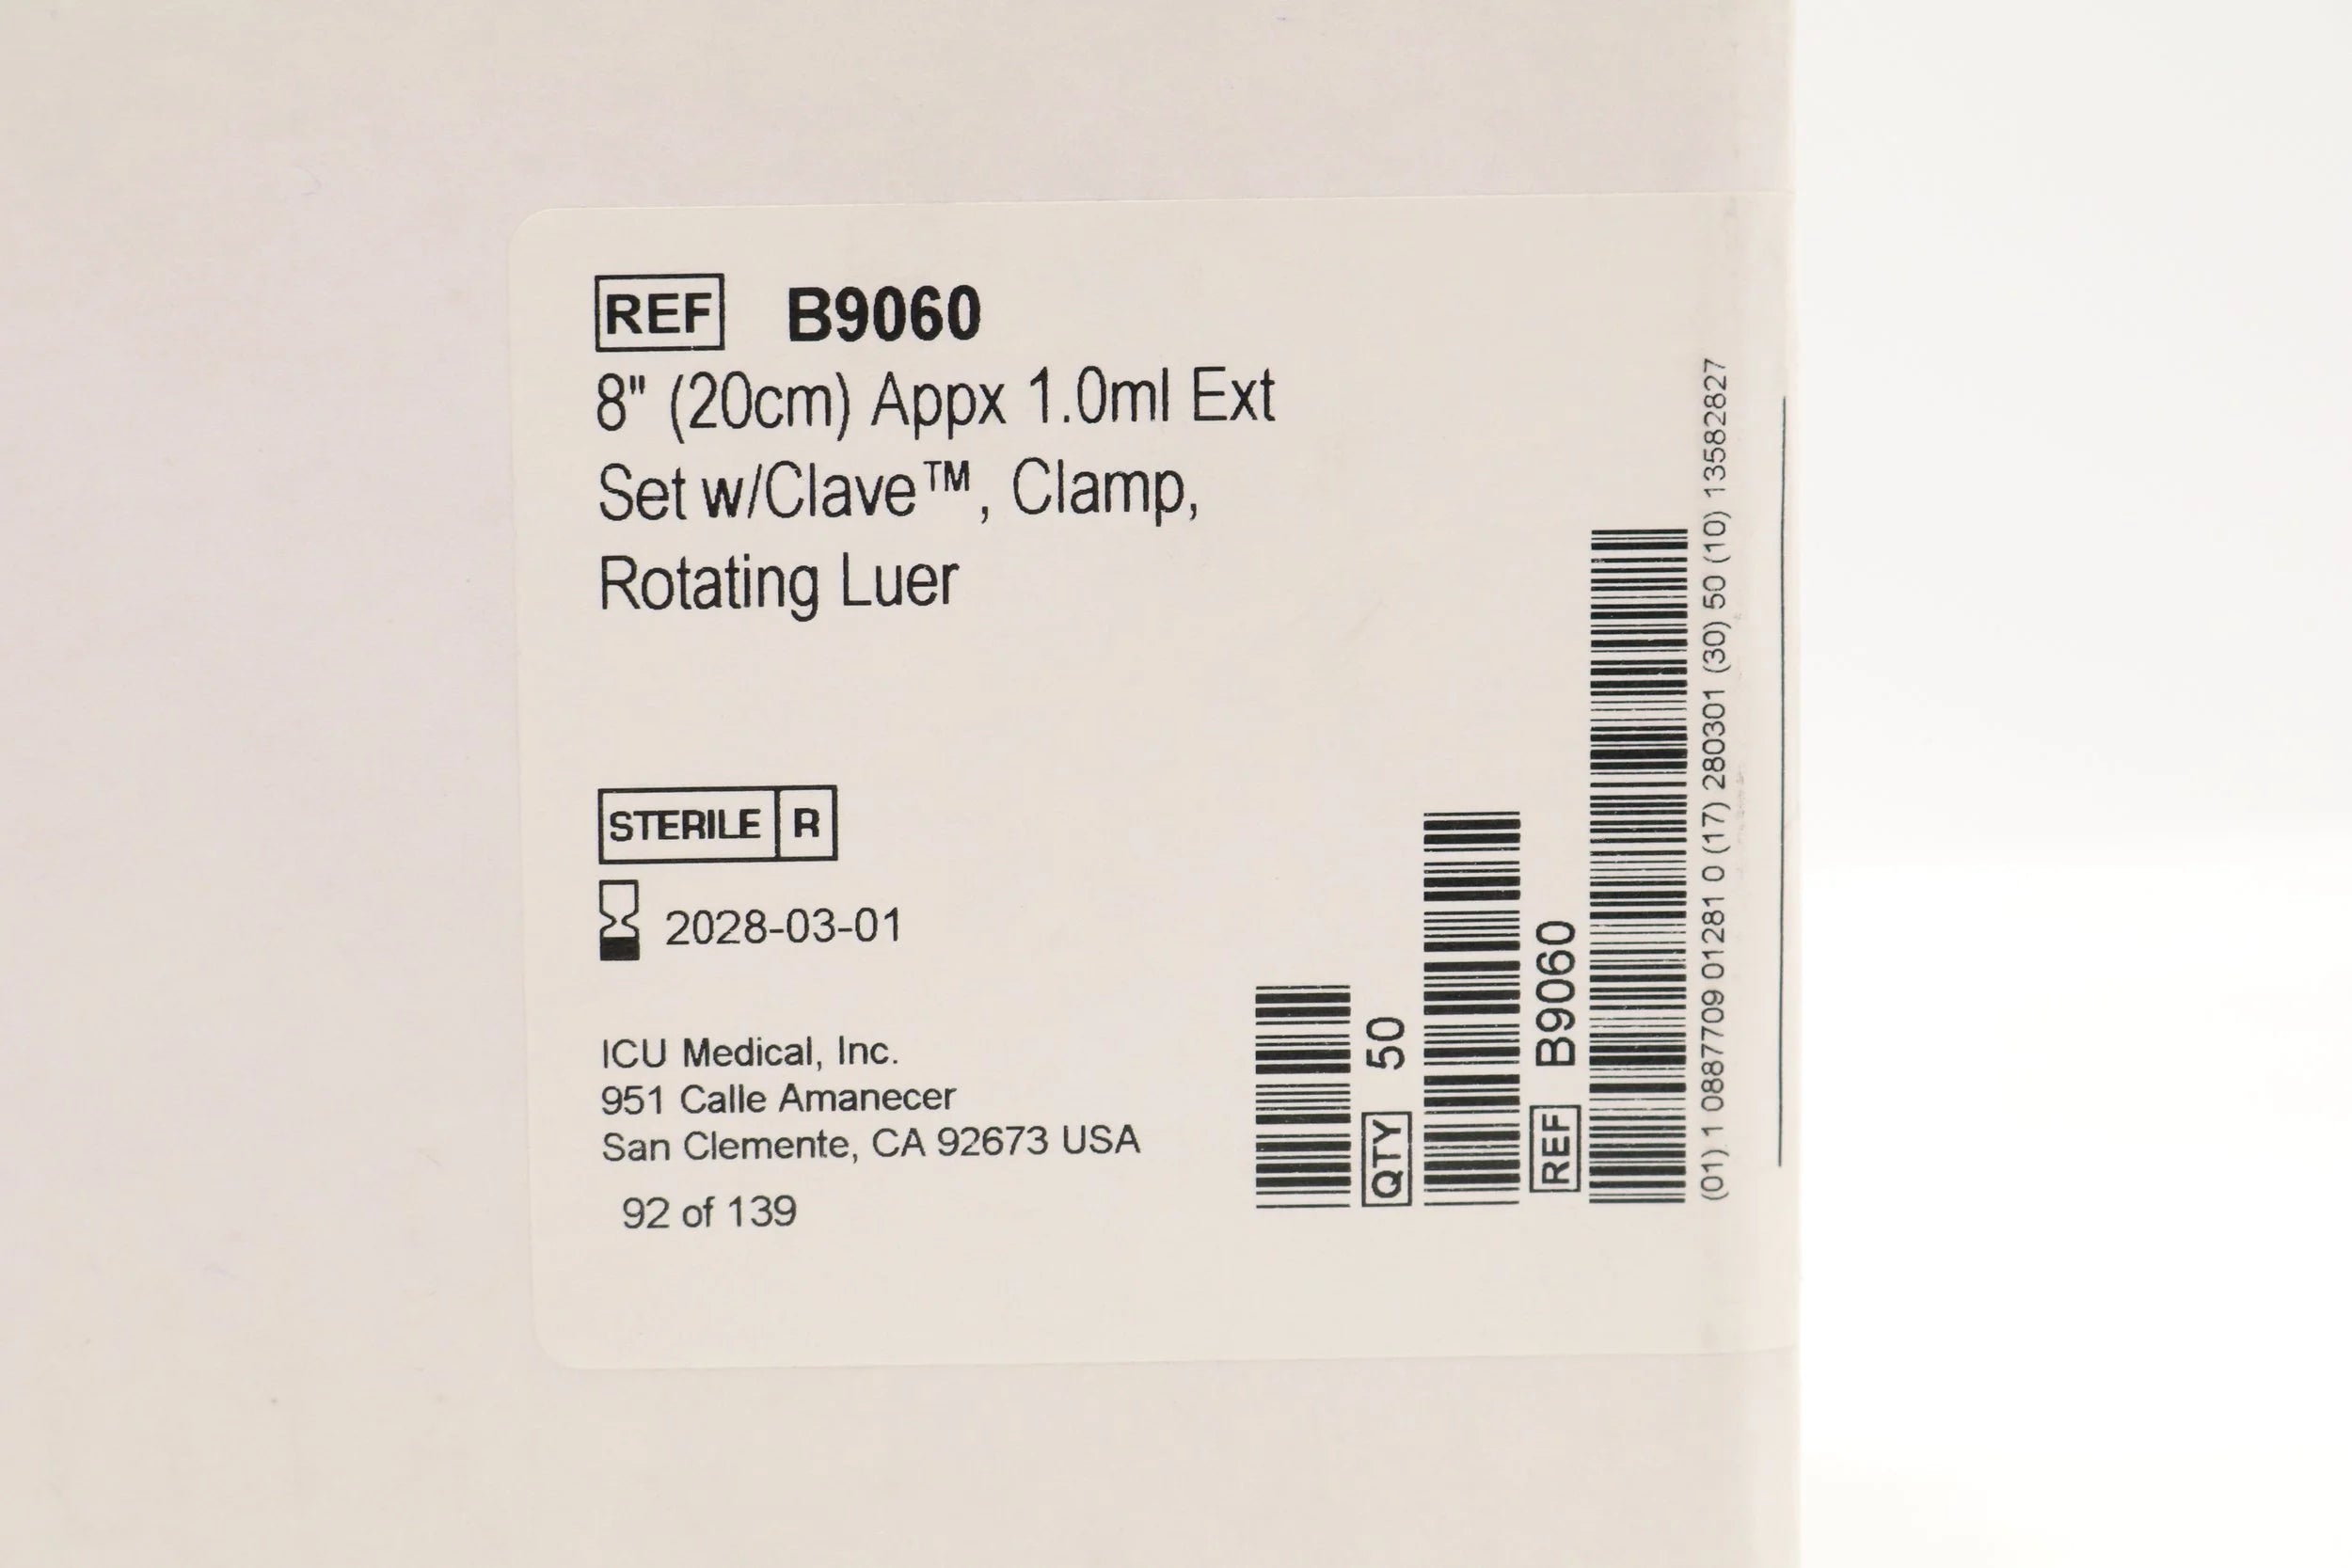 REF B9060
8" (20cm) Appx 1.0ml Ext
Set w/Clave™, Clamp,
Rotating Luer
STERILE R
2028-03-01
ICU Medical, Inc.
951 Calle Amanecer
San Clemente, CA 92673 USA
92 of 139
QTY 50
REF B9060
(01) 1 0887709 01281 0 (17) 280301 (30) 50 (10) 13582827